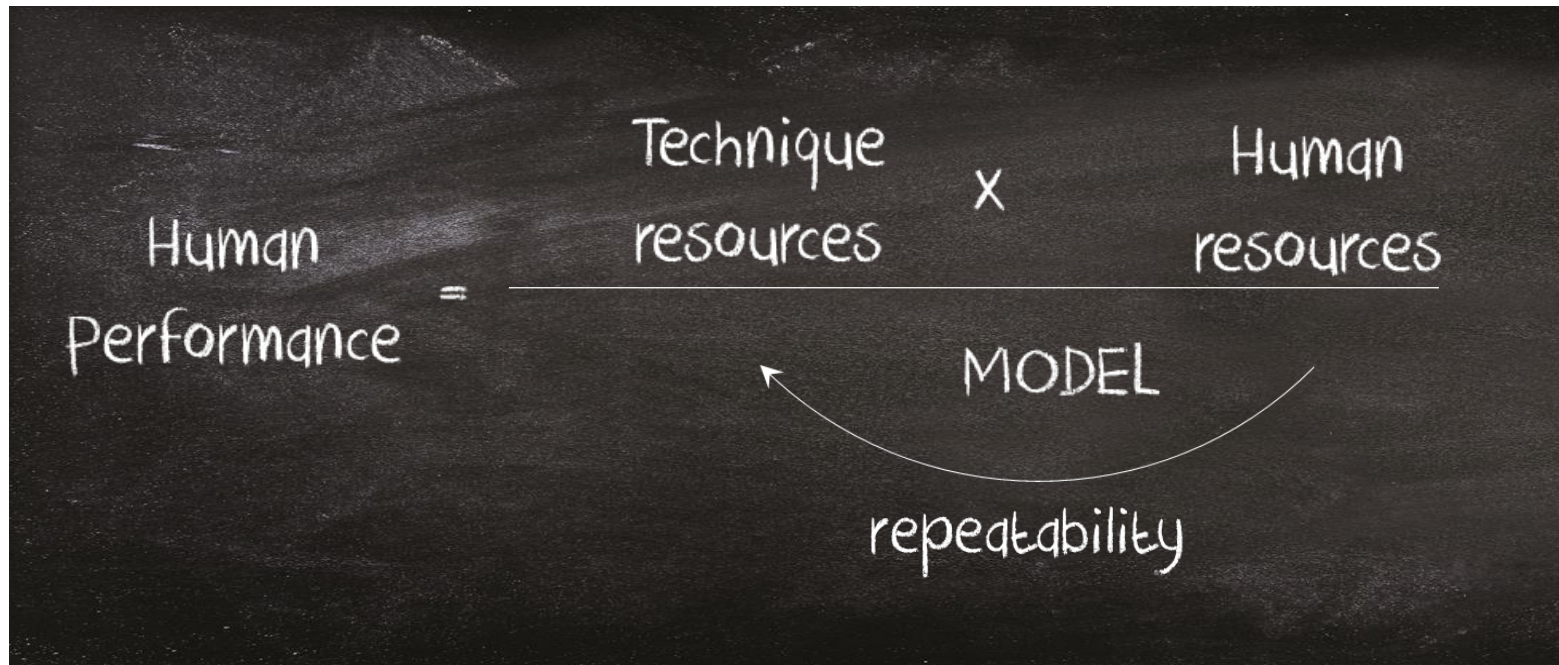 Human
Performance
=
Technique
resources
X
Human
resources
MODEL
repeatability